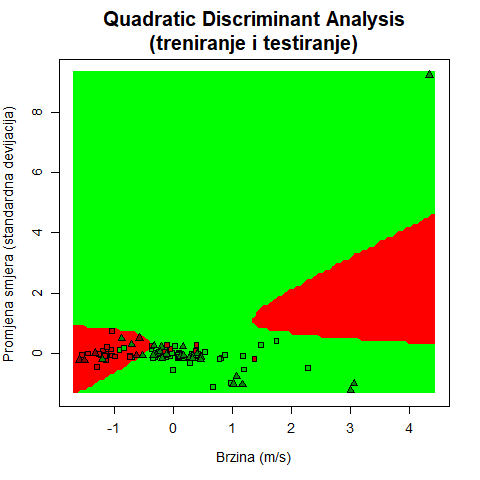 Quadratic Discriminant Analysis
(treniranje i testiranje)
Promjena smjera (standardna devijacija)
8
6
4
2
0
-1 0 1 2 3 4
Brzina (m/s)